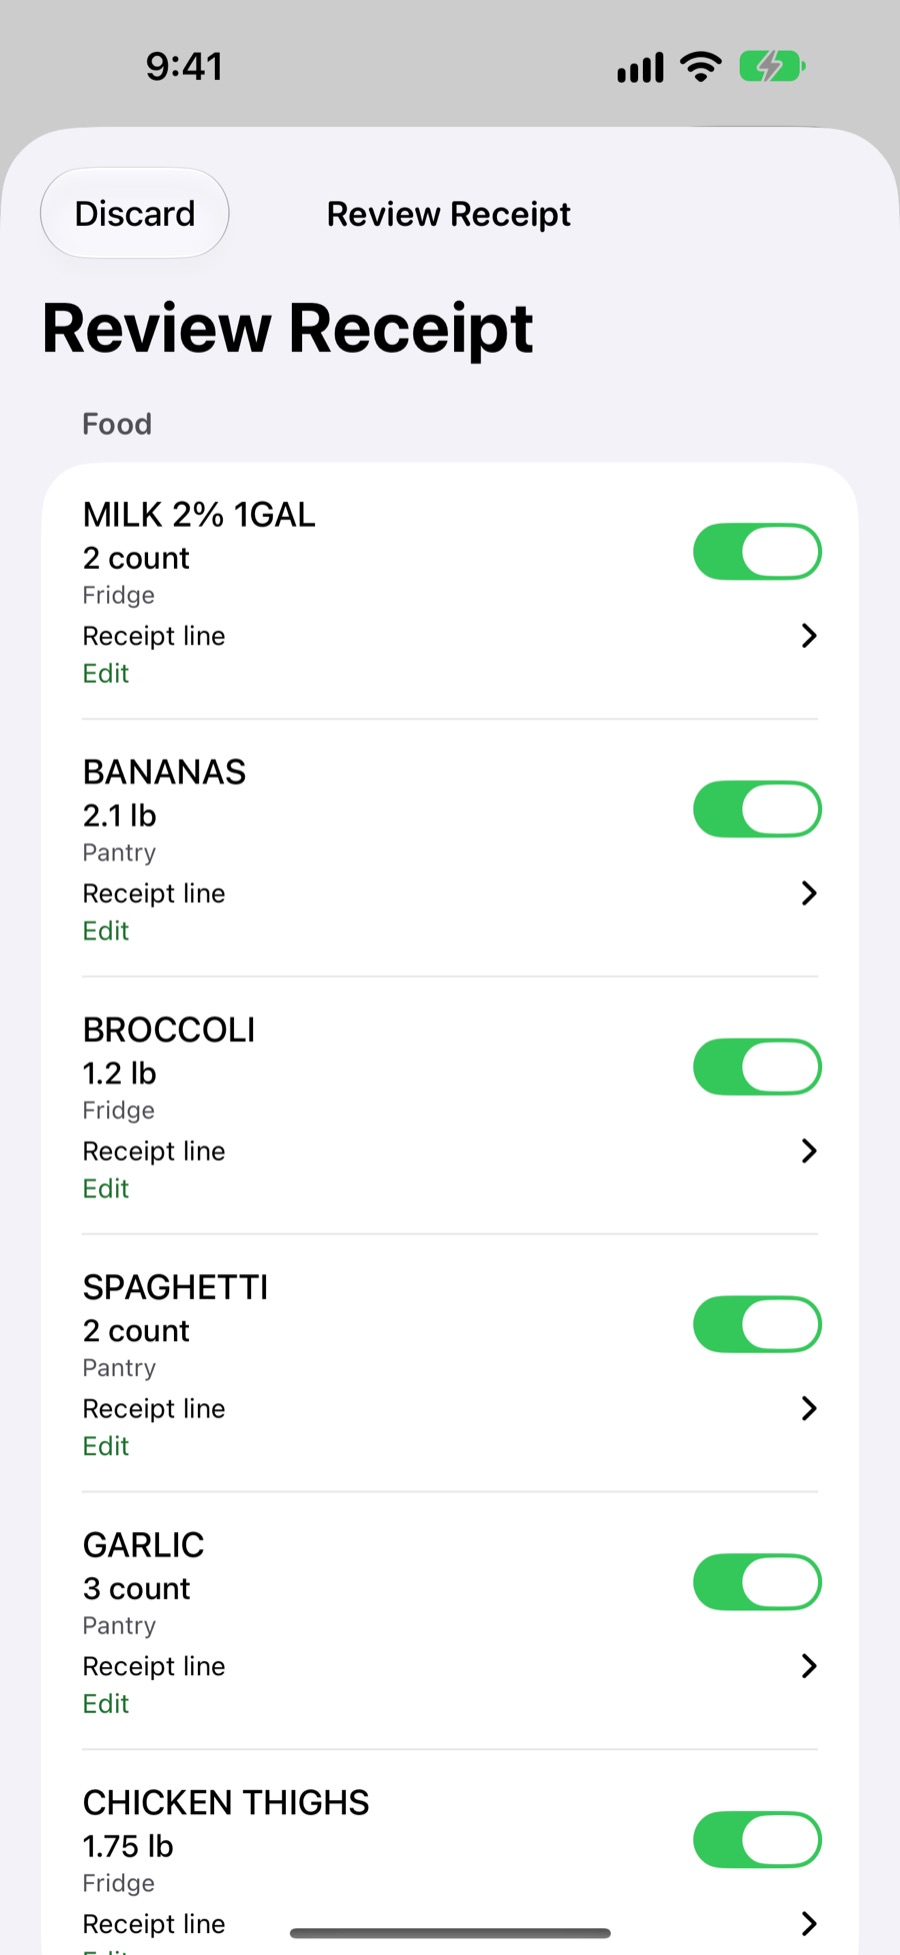 9:41
Discard
Review Receipt
Review Receipt
Food
MILK 2% 1GAL
2 count
Fridge
Receipt line
Edit
BANANAS
2.1 lb
Pantry
Receipt line
Edit
BROCCOLI
1.2 lb
Fridge
Receipt line
Edit
SPAGHETTI
2 count
Pantry
Receipt line
Edit
GARLIC
3 count
Pantry
Receipt line
Edit
CHICKEN THIGHS
1.75 lb
Fridge
Receipt line